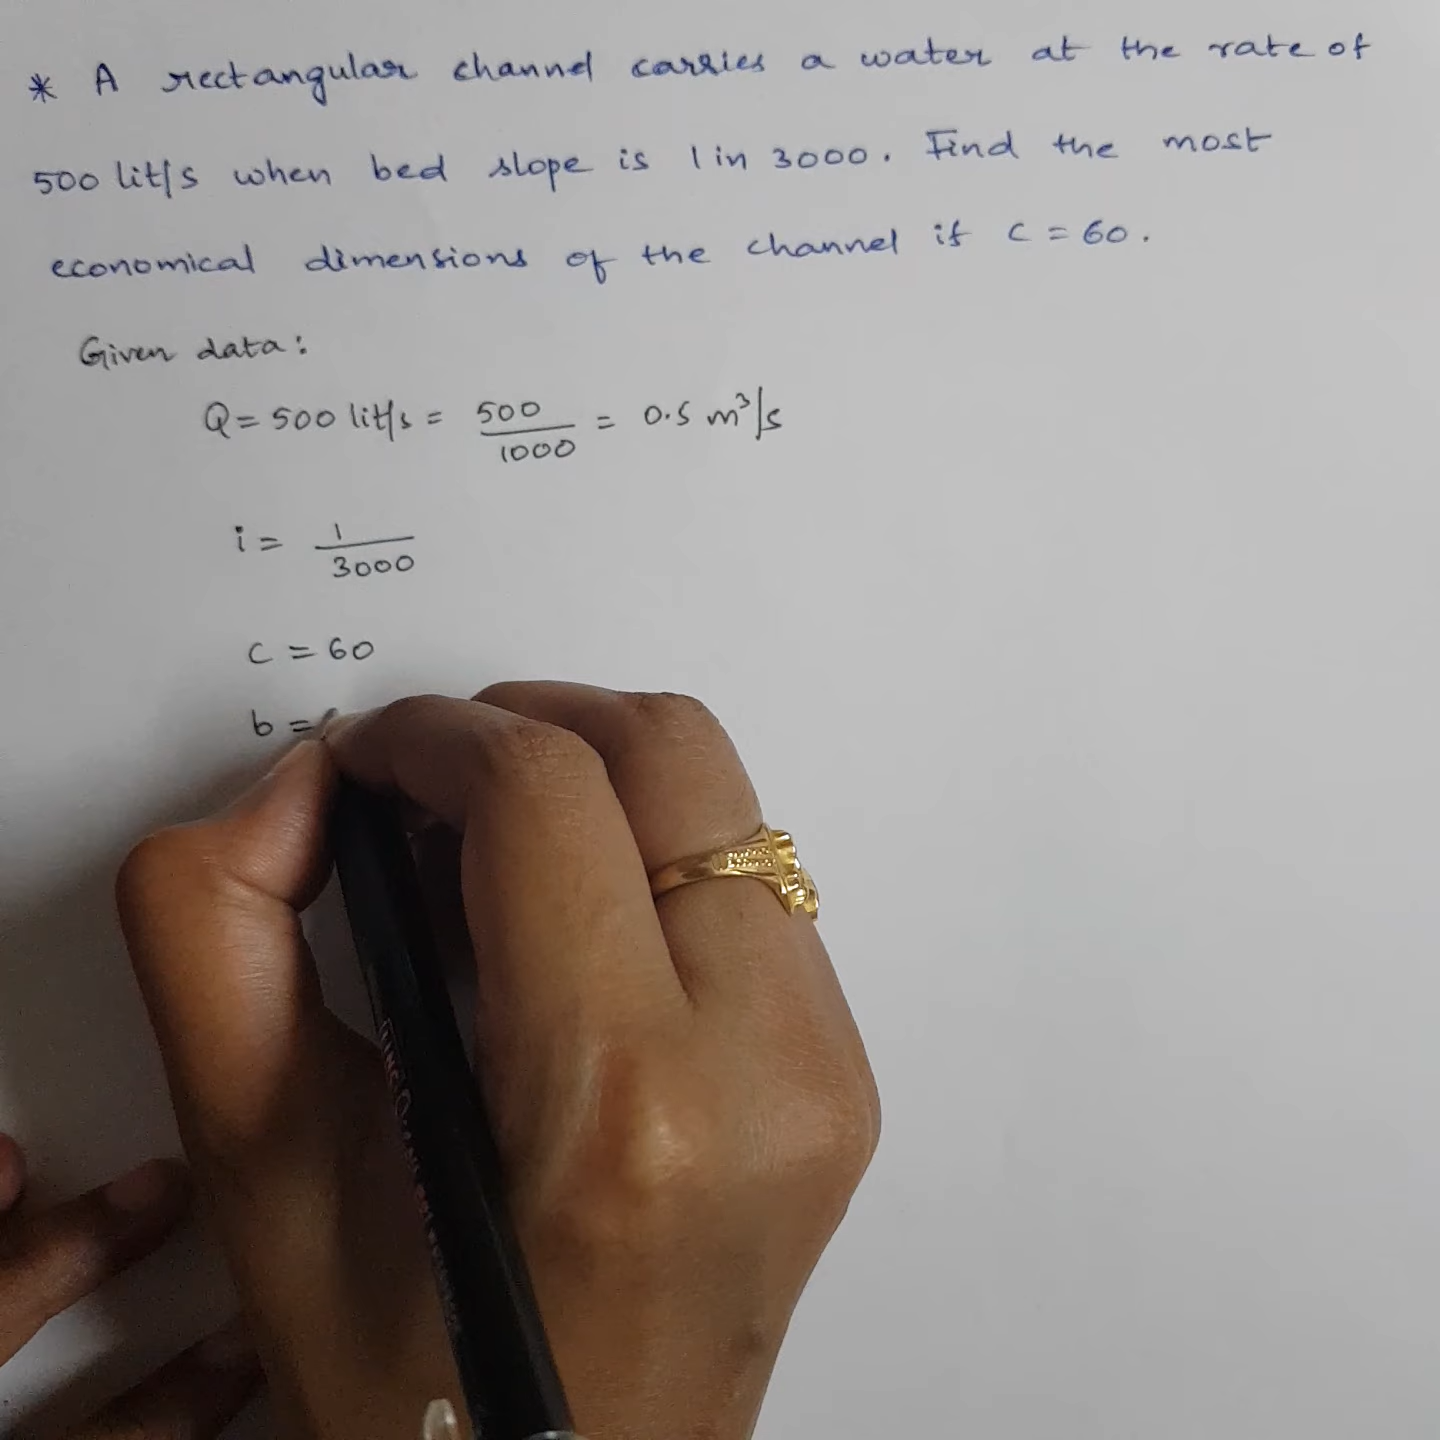 * A rectangular channel carries a water at the rate of
500 lit/s when bed slope is 1 in 3000. Find the most
economical dimensions of the channel if c = 60.
Given data:
Q = 500 lit/s = 500/1000 = 0.5 m³/s
i = 1/3000
c = 60
b =